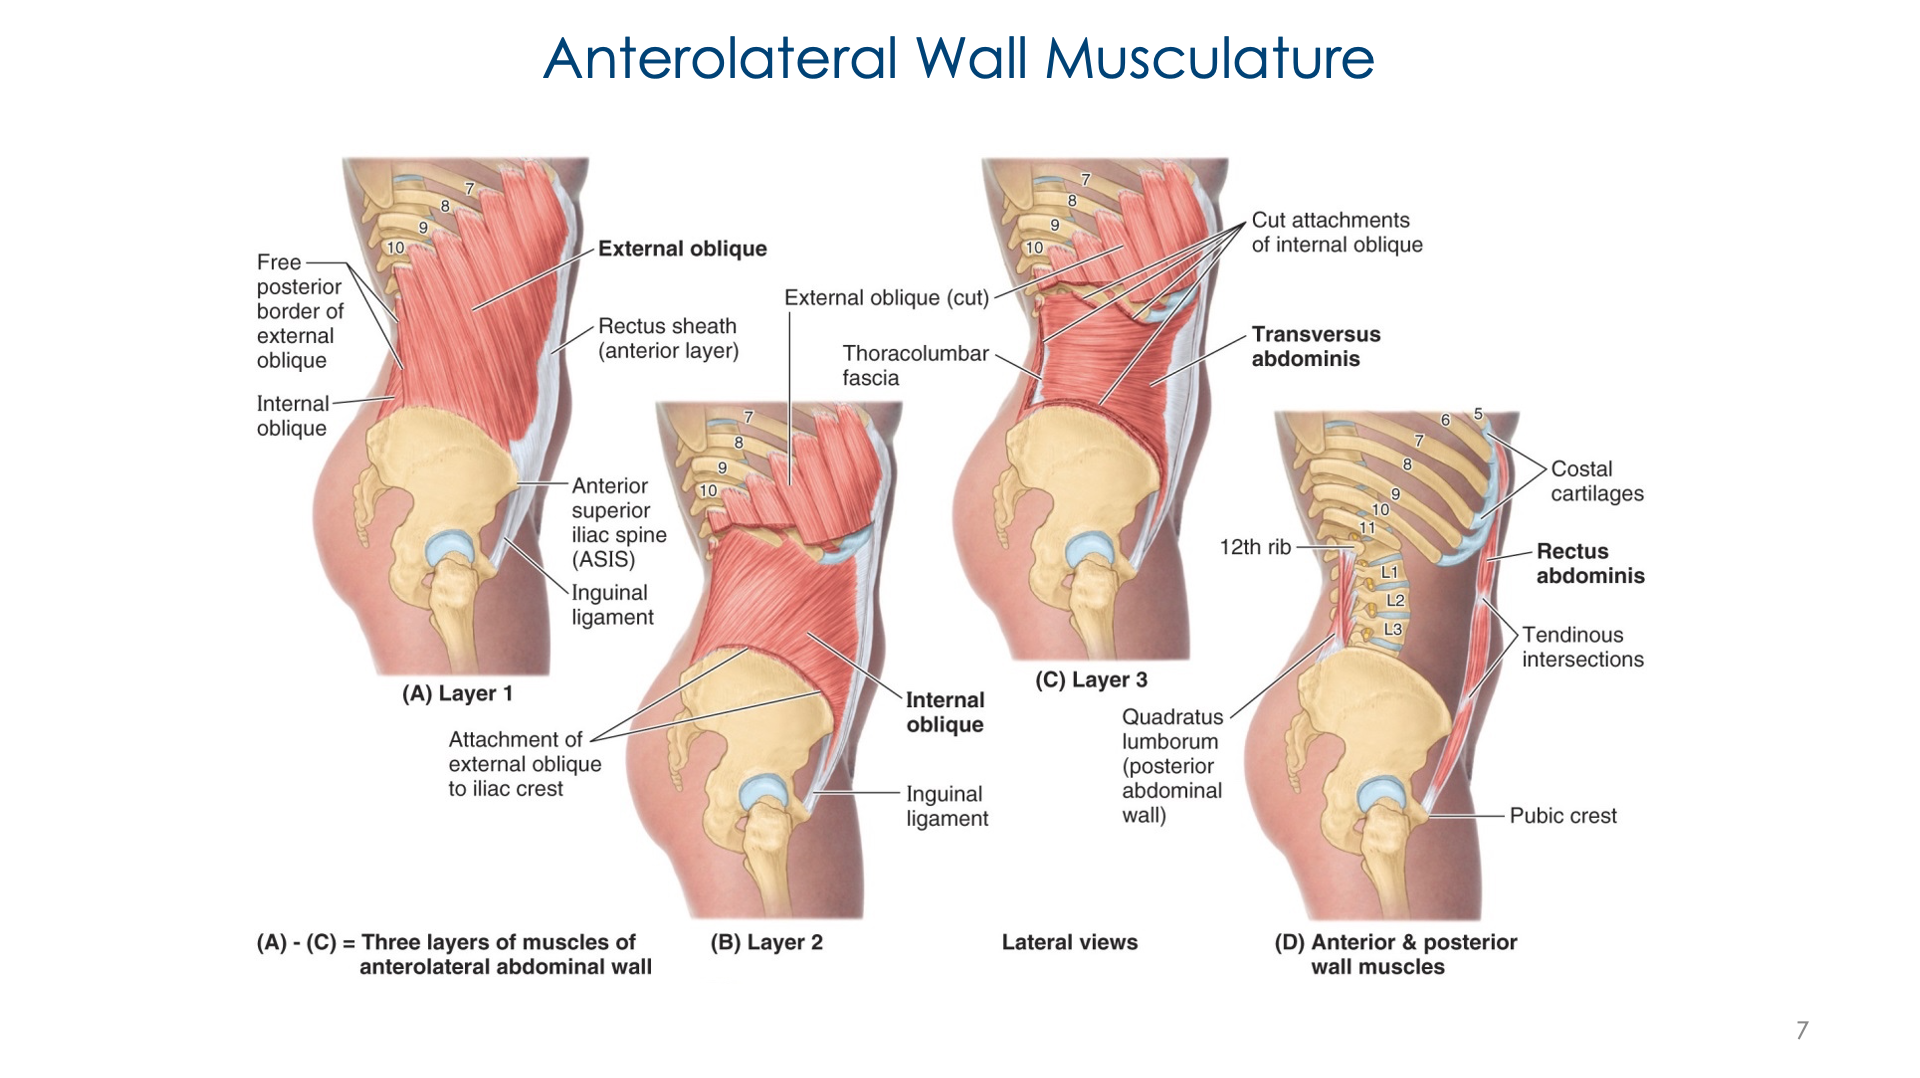 Anterolateral Wall Musculature
7
8
9
10
Free
posterior
border of
external
oblique
Internal
oblique
External oblique
Rectus sheath
(anterior layer)
Anterior
superior
iliac spine
(ASIS)
Inguinal
ligament
(A) Layer 1
External oblique (cut)
7
8
9
10
Attachment of
external oblique
to iliac crest
Internal
oblique
Inguinal
ligament
(B) Layer 2
7
8
9
10
Cut attachments
of internal oblique
Thoracolumbar
fascia
Transversus
abdominis
(C) Layer 3
5
6
7
8
9
10
11
12th rib
L1
L2
L3
Costal
cartilages
Rectus
abdominis
Tendinous
intersections
Quadratus
lumborum
(posterior
abdominal
wall)
Pubic crest
(A) - (C) = Three layers of muscles of
anterolateral abdominal wall
Lateral views
(D) Anterior & posterior
wall muscles
7